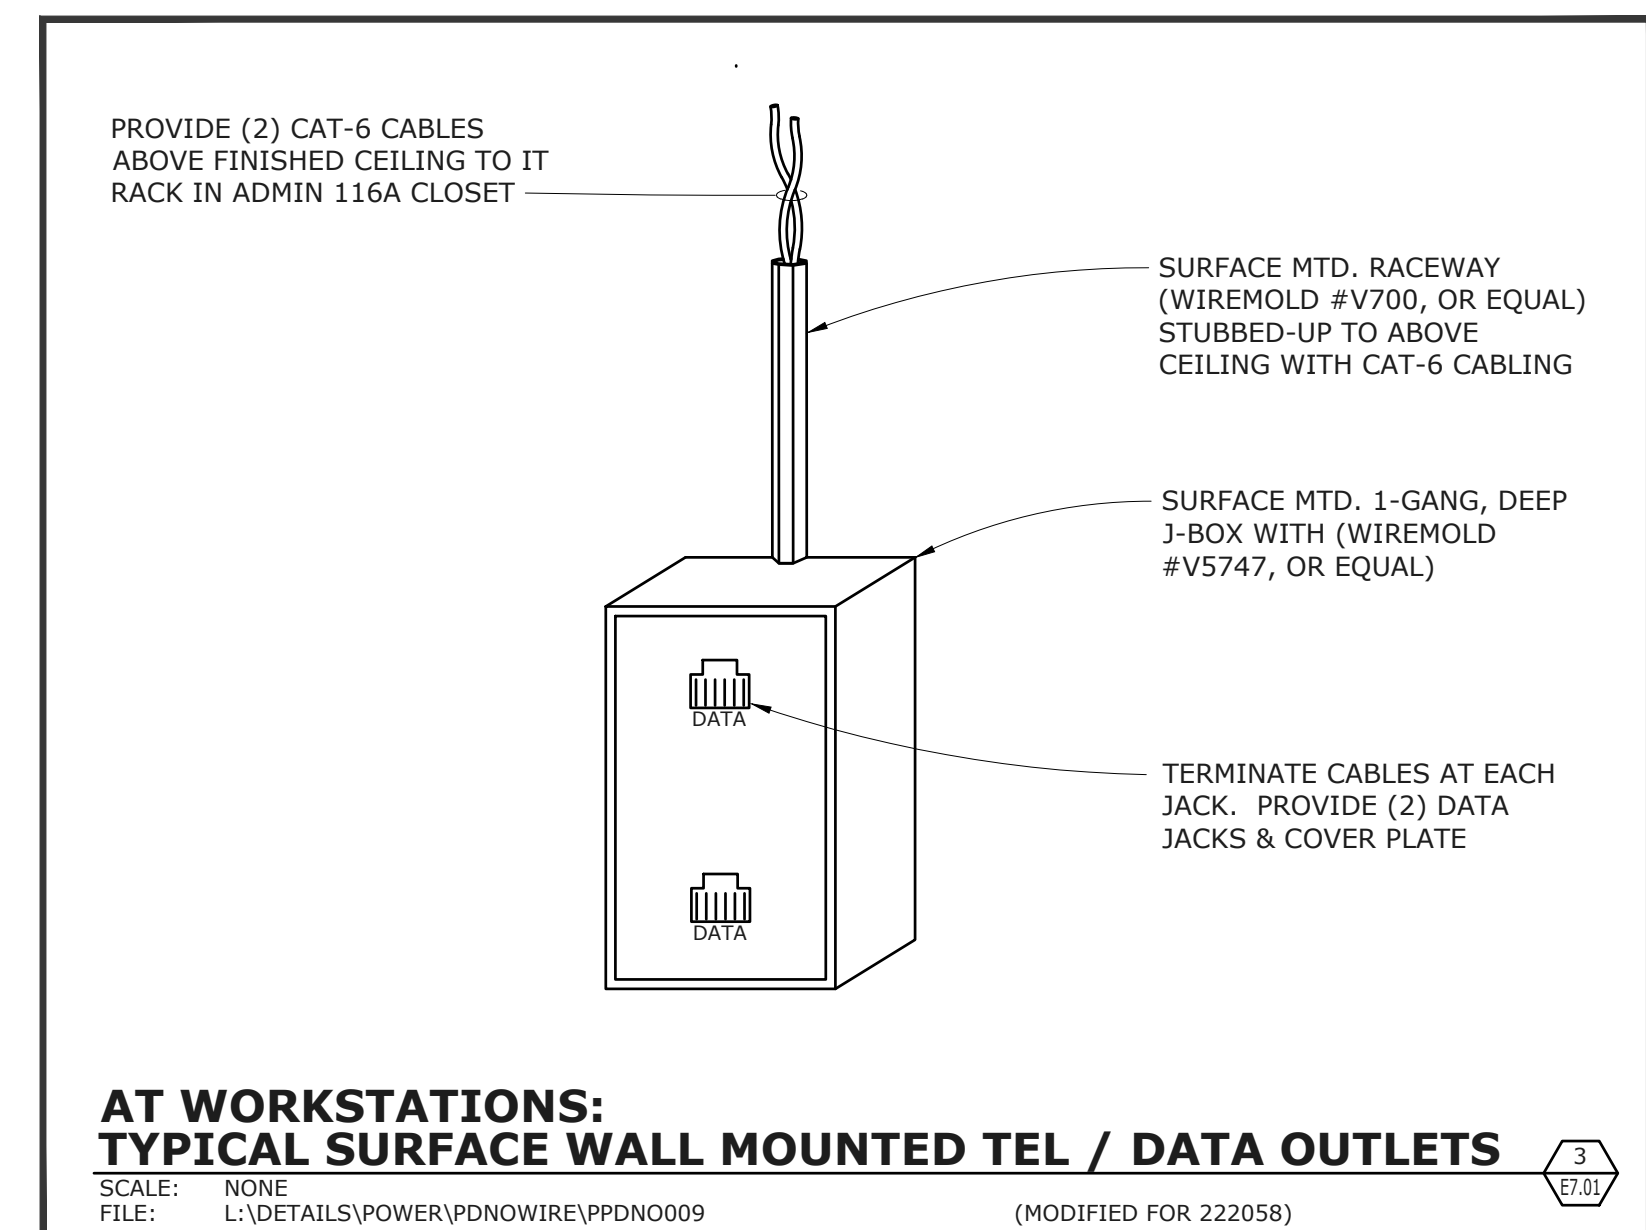 PROVIDE (2) CAT-6 CABLES
ABOVE FINISHED CEILING TO IT
RACK IN ADMIN 116A CLOSET
SURFACE MTD. RACEWAY
(WIREMOLD #V700, OR EQUAL)
STUBBED-UP TO ABOVE
CEILING WITH CAT-6 CABLING
SURFACE MTD. 1-GANG, DEEP
J-BOX WITH (WIREMOLD
#V5747, OR EQUAL)
DATA
TERMINATE CABLES AT EACH
JACK.  PROVIDE (2) DATA
JACKS & COVER PLATE
DATA
AT WORKSTATIONS:
TYPICAL SURFACE WALL MOUNTED TEL / DATA OUTLETS
3
E7.01
SCALE: NONE
FILE: L:\DETAILS\POWER\PDNOWIRE\PPDNO009 (MODIFIED FOR 222058)